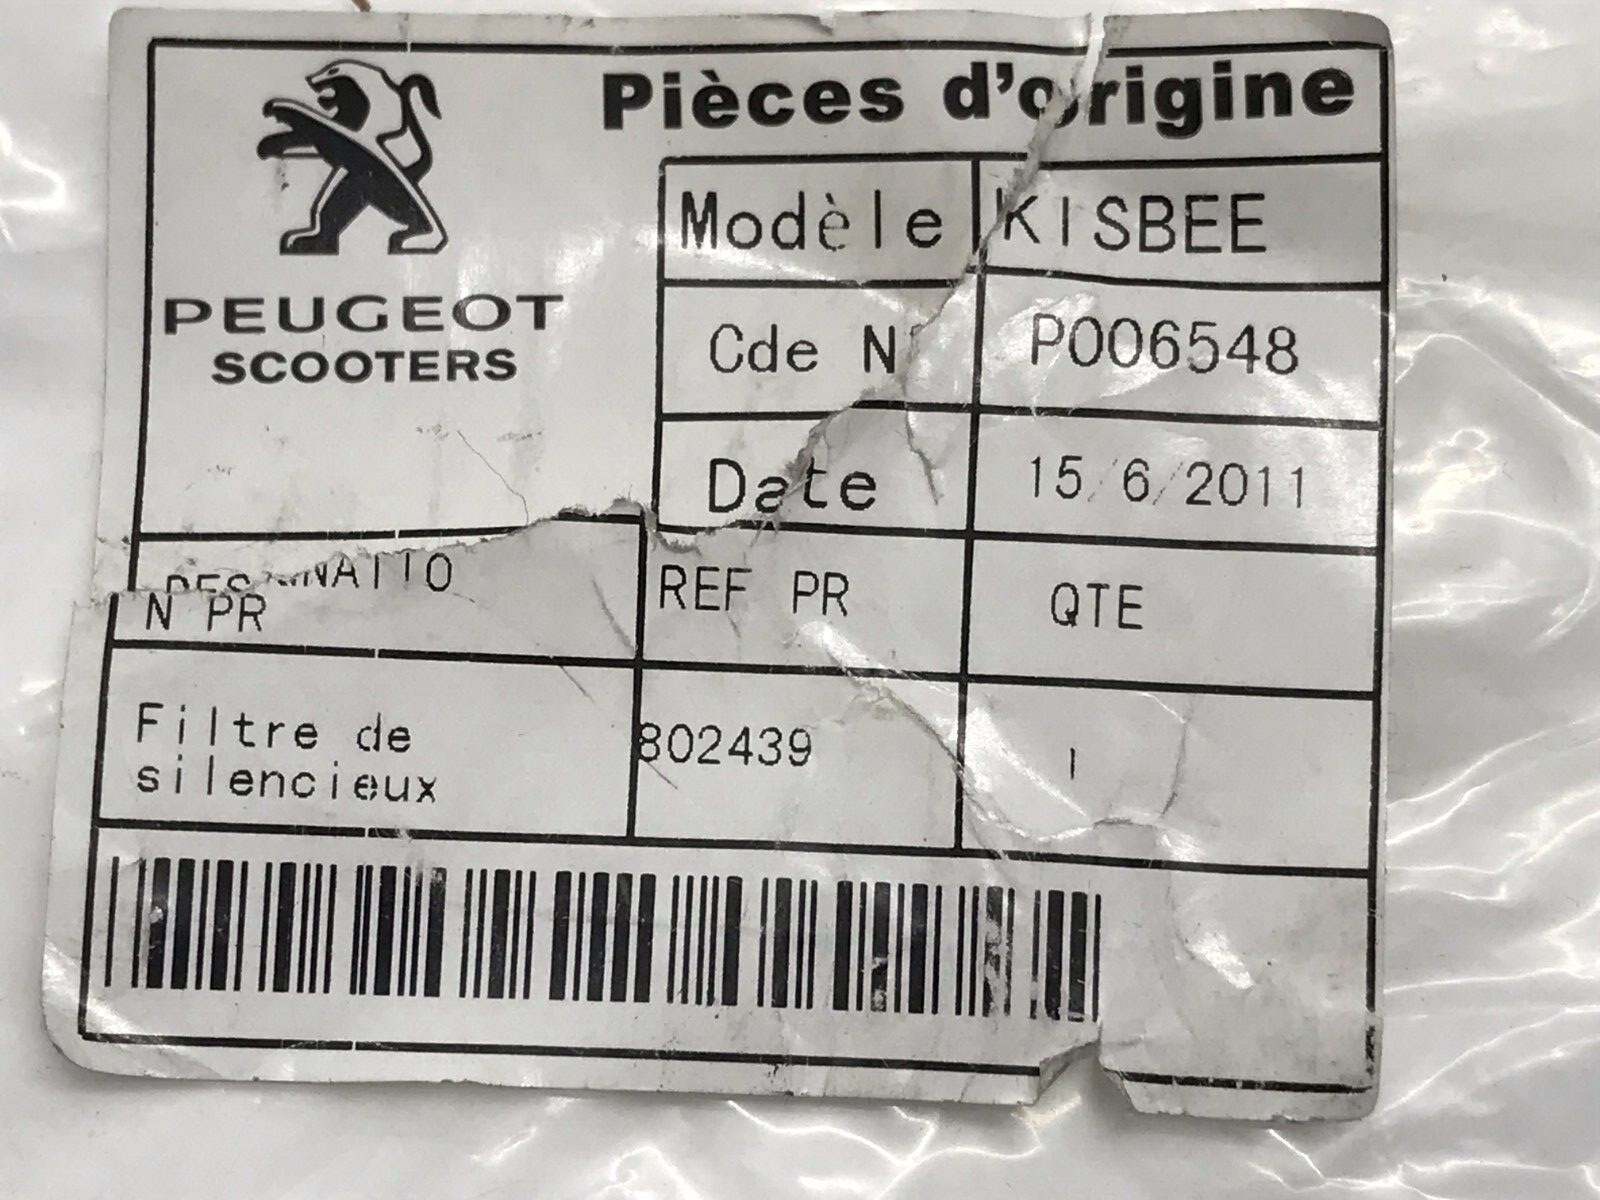 Pièces d'origine
PEUGEOT
SCOOTERS
Modèle KISBEE
Cde N P006548
Date 15/6/2011
DESIGNATIO
N PR
REF PR
QTE
Filtre de
silencieux
802439
1